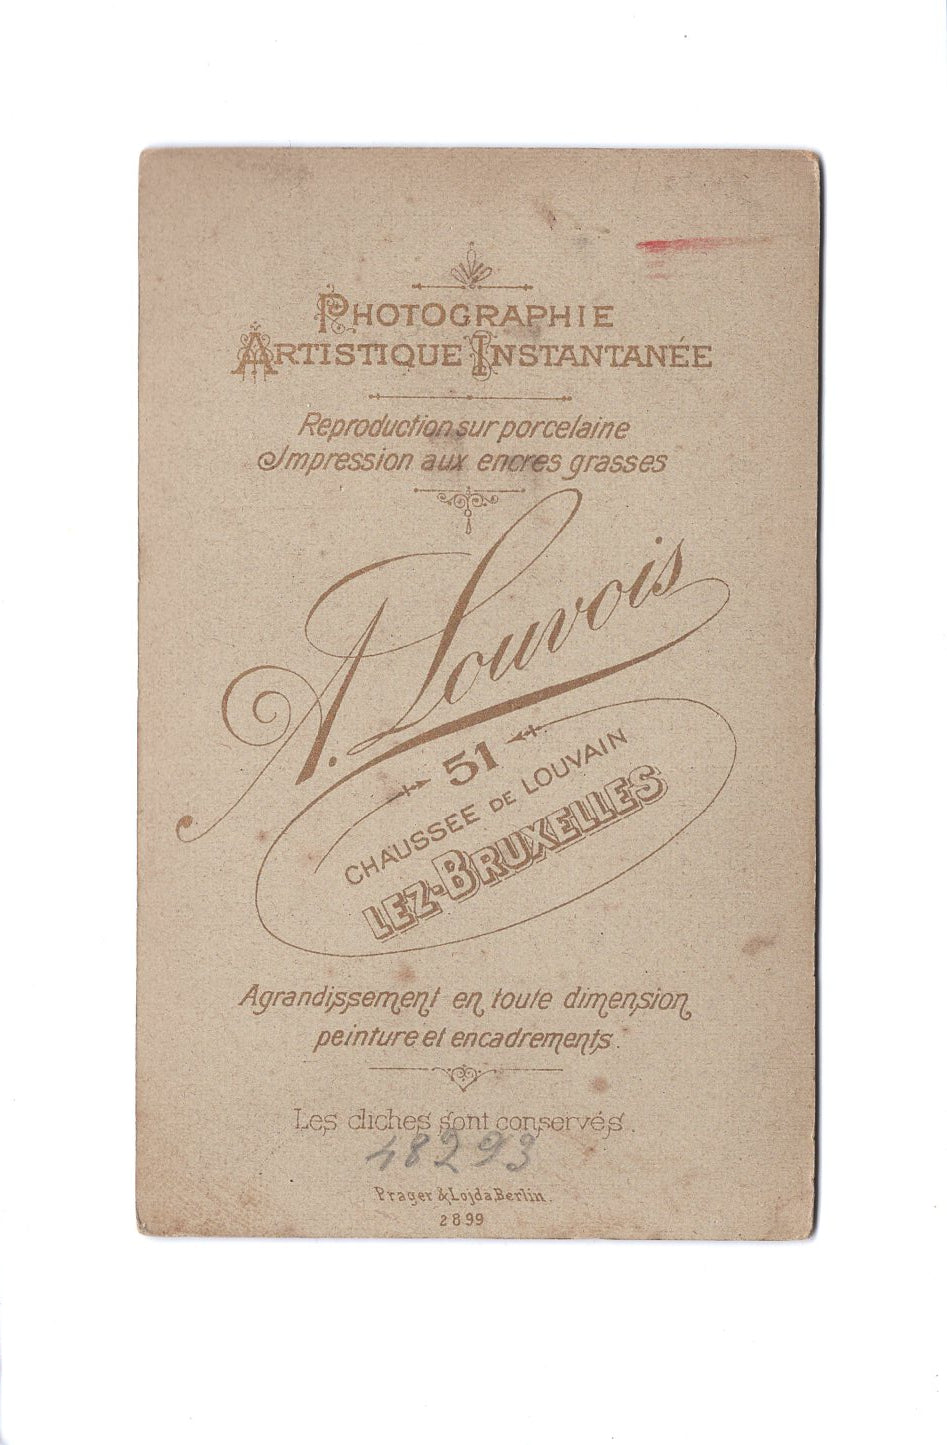 PHOTOGRAPHIE
ARTISTIQUE INSTANTANÉE
Reproduction sur porcelaine
Impression aux encres grasses
A. Louvois
51
CHAUSSEE DE LOUVAIN
LEZ-BRUXELLES
Agrandissement en toute dimension
peinture et encadrements.
Les cliches sont conservés.
48293
Prager & Lojda, Berlin.
2899